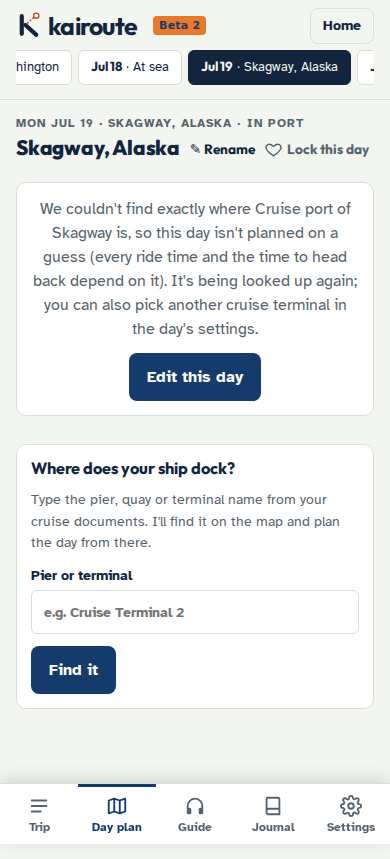 kairoute Beta 2 Home
hington Jul 18 · At sea Jul 19 · Skagway, Alaska
MON JUL 19 · SKAGWAY, ALASKA · IN PORT
Skagway, Alaska ✎ Rename Lock this day
We couldn't find exactly where Cruise port of
Skagway is, so this day isn't planned on a
guess (every ride time and the time to head
back depend on it). It's being looked up again;
you can also pick another cruise terminal in
the day's settings.
Edit this day
Where does your ship dock?
Type the pier, quay or terminal name from your
cruise documents. I'll find it on the map and plan
the day from there.
Pier or terminal
e.g. Cruise Terminal 2
Find it
Trip Day plan Guide Journal Settings